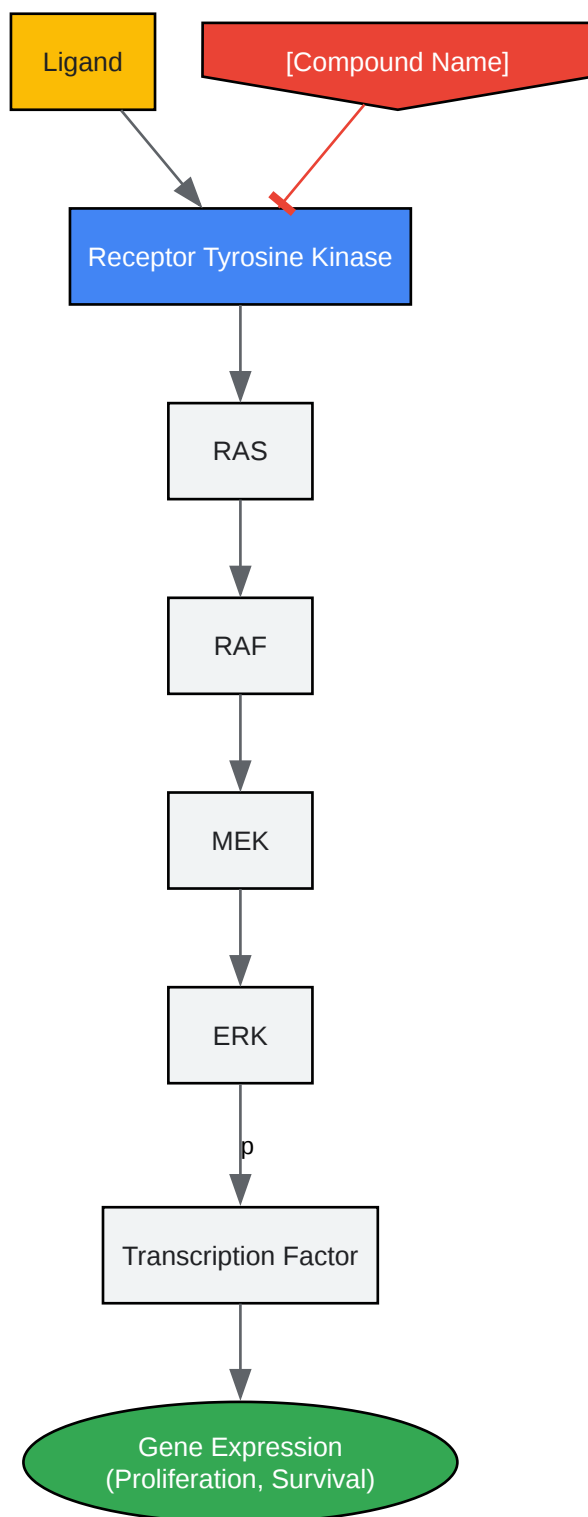 Ligand
[Compound Name]
Receptor Tyrosine Kinase
RAS
RAF
MEK
ERK
p
Transcription Factor
Gene Expression
(Proliferation, Survival)